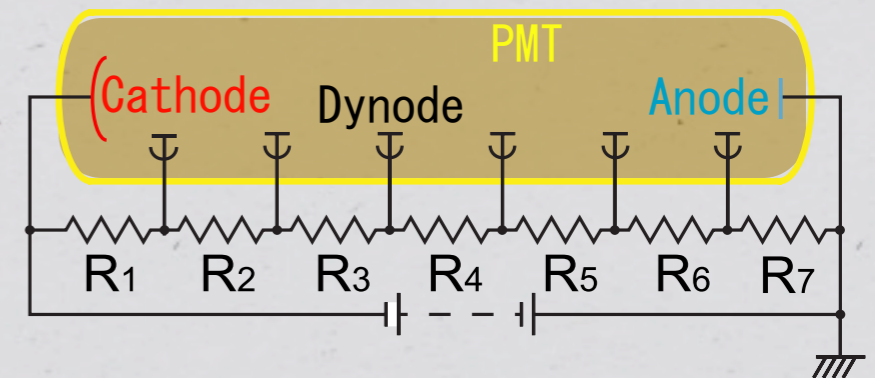 PMT
Cathode
Dynode
Anode
R1 R2 R3 R4 R5 R6 R7